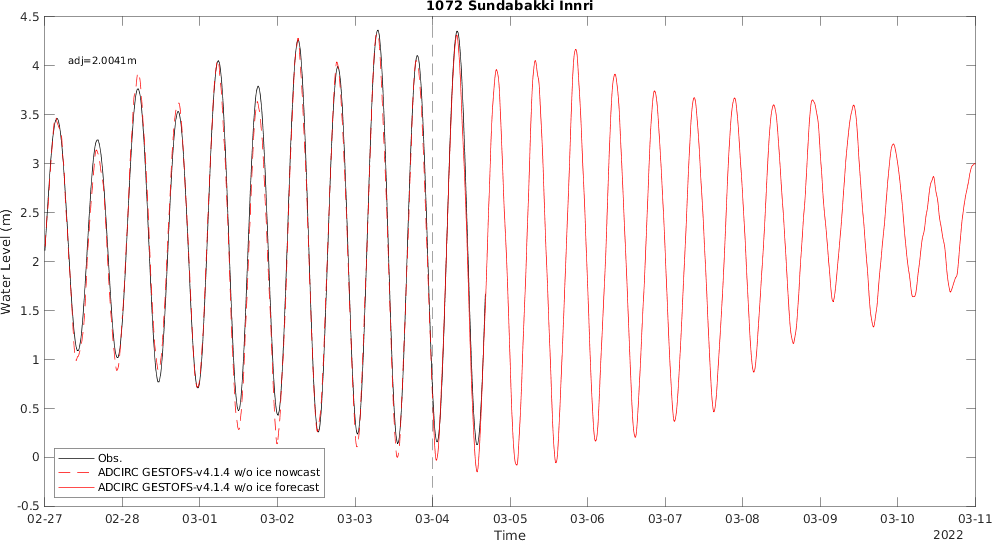 1072 Sundabakki Innri
adj=2.0041m
4.5
4
3.5
3
2.5
2
1.5
1
0.5
0
-0.5
Water Level (m)
Obs.
ADCIRC GESTOFS-v4.1.4 w/o ice nowcast
ADCIRC GESTOFS-v4.1.4 w/o ice forecast
02-27 02-28 03-01 03-02 03-03 03-04 03-05 03-06 03-07 03-08 03-09 03-10 03-11
Time
2022